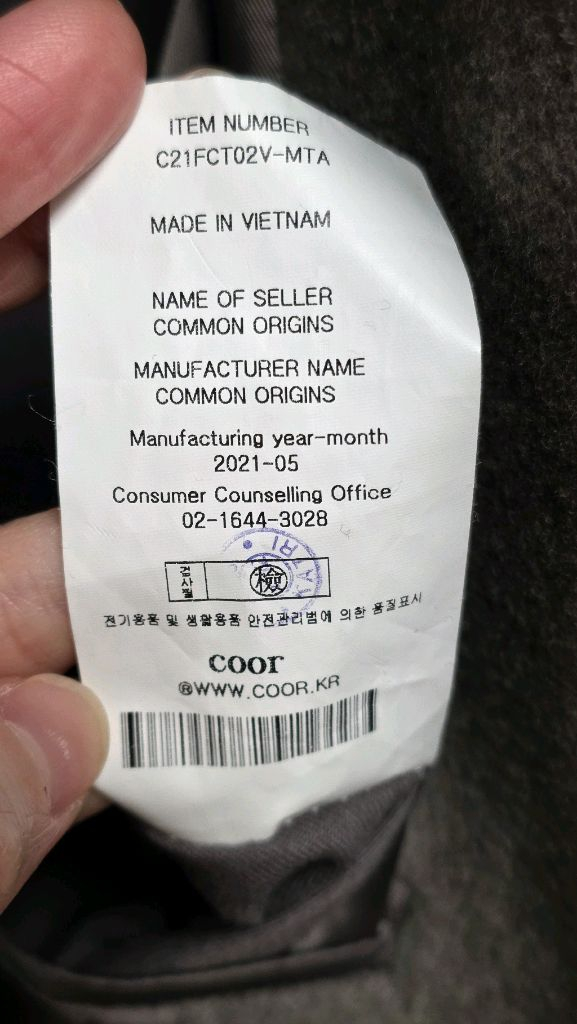 ITEM NUMBER
C21FCT02V-MTA
MADE IN VIETNAM
NAME OF SELLER
COMMON ORIGINS
MANUFACTURER NAME
COMMON ORIGINS
Manufacturing year-month
2021-05
Consumer Counselling Office
02-1644-3028
검사필 檢
전기용품 및 생활용품 안전관리법에 의한 품질표시
coor
®WWW.COOR.KR